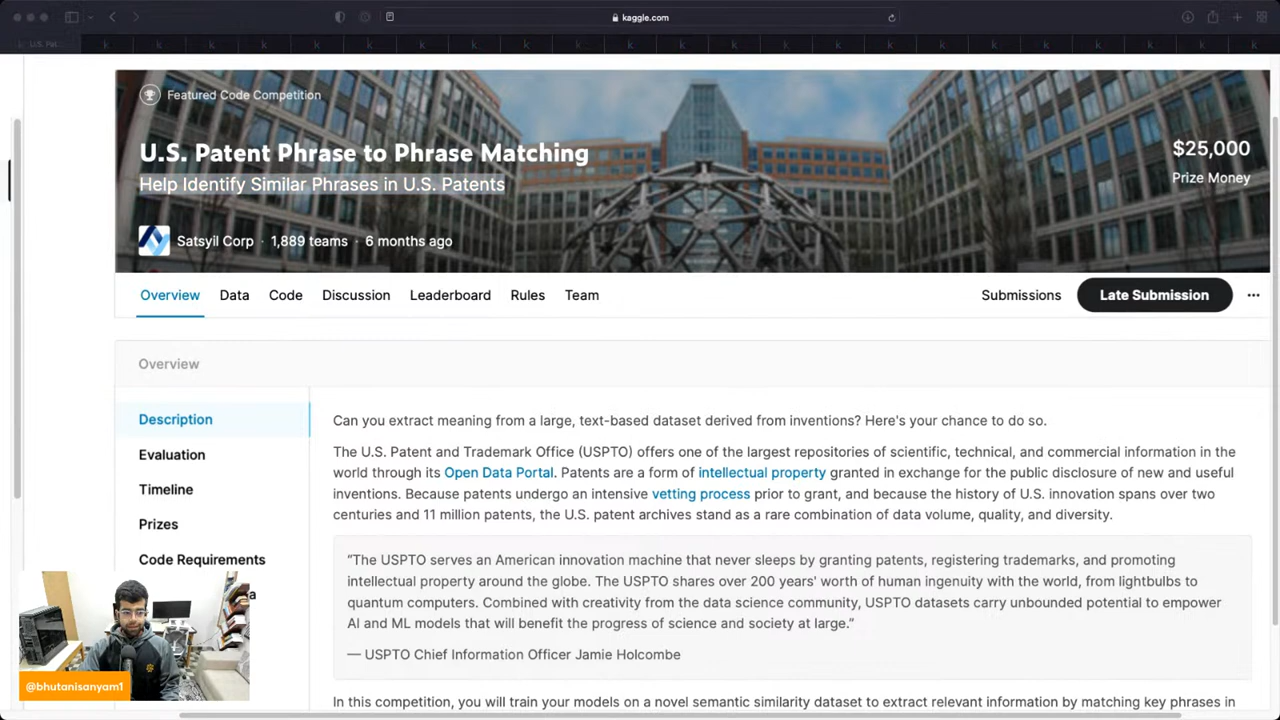 kaggle.com
U.S. Pat...
Featured Code Competition
U.S. Patent Phrase to Phrase Matching
Help Identify Similar Phrases in U.S. Patents
$25,000
Prize Money
Satsyil Corp · 1,889 teams · 6 months ago
Overview Data Code Discussion Leaderboard Rules Team Submissions Late Submission ...
Overview
Description
Evaluation
Timeline
Prizes
Code Requirements
a
Can you extract meaning from a large, text-based dataset derived from inventions? Here's your chance to do so.
The U.S. Patent and Trademark Office (USPTO) offers one of the largest repositories of scientific, technical, and commercial information in the
world through its Open Data Portal. Patents are a form of intellectual property granted in exchange for the public disclosure of new and useful
inventions. Because patents undergo an intensive vetting process prior to grant, and because the history of U.S. innovation spans over two
centuries and 11 million patents, the U.S. patent archives stand as a rare combination of data volume, quality, and diversity.
“The USPTO serves an American innovation machine that never sleeps by granting patents, registering trademarks, and promoting
intellectual property around the globe. The USPTO shares over 200 years' worth of human ingenuity with the world, from lightbulbs to
quantum computers. Combined with creativity from the data science community, USPTO datasets carry unbounded potential to empower
AI and ML models that will benefit the progress of science and society at large.”
— USPTO Chief Information Officer Jamie Holcombe
In this competition, you will train your models on a novel semantic similarity dataset to extract relevant information by matching key phrases in
@bhutanisanyam1